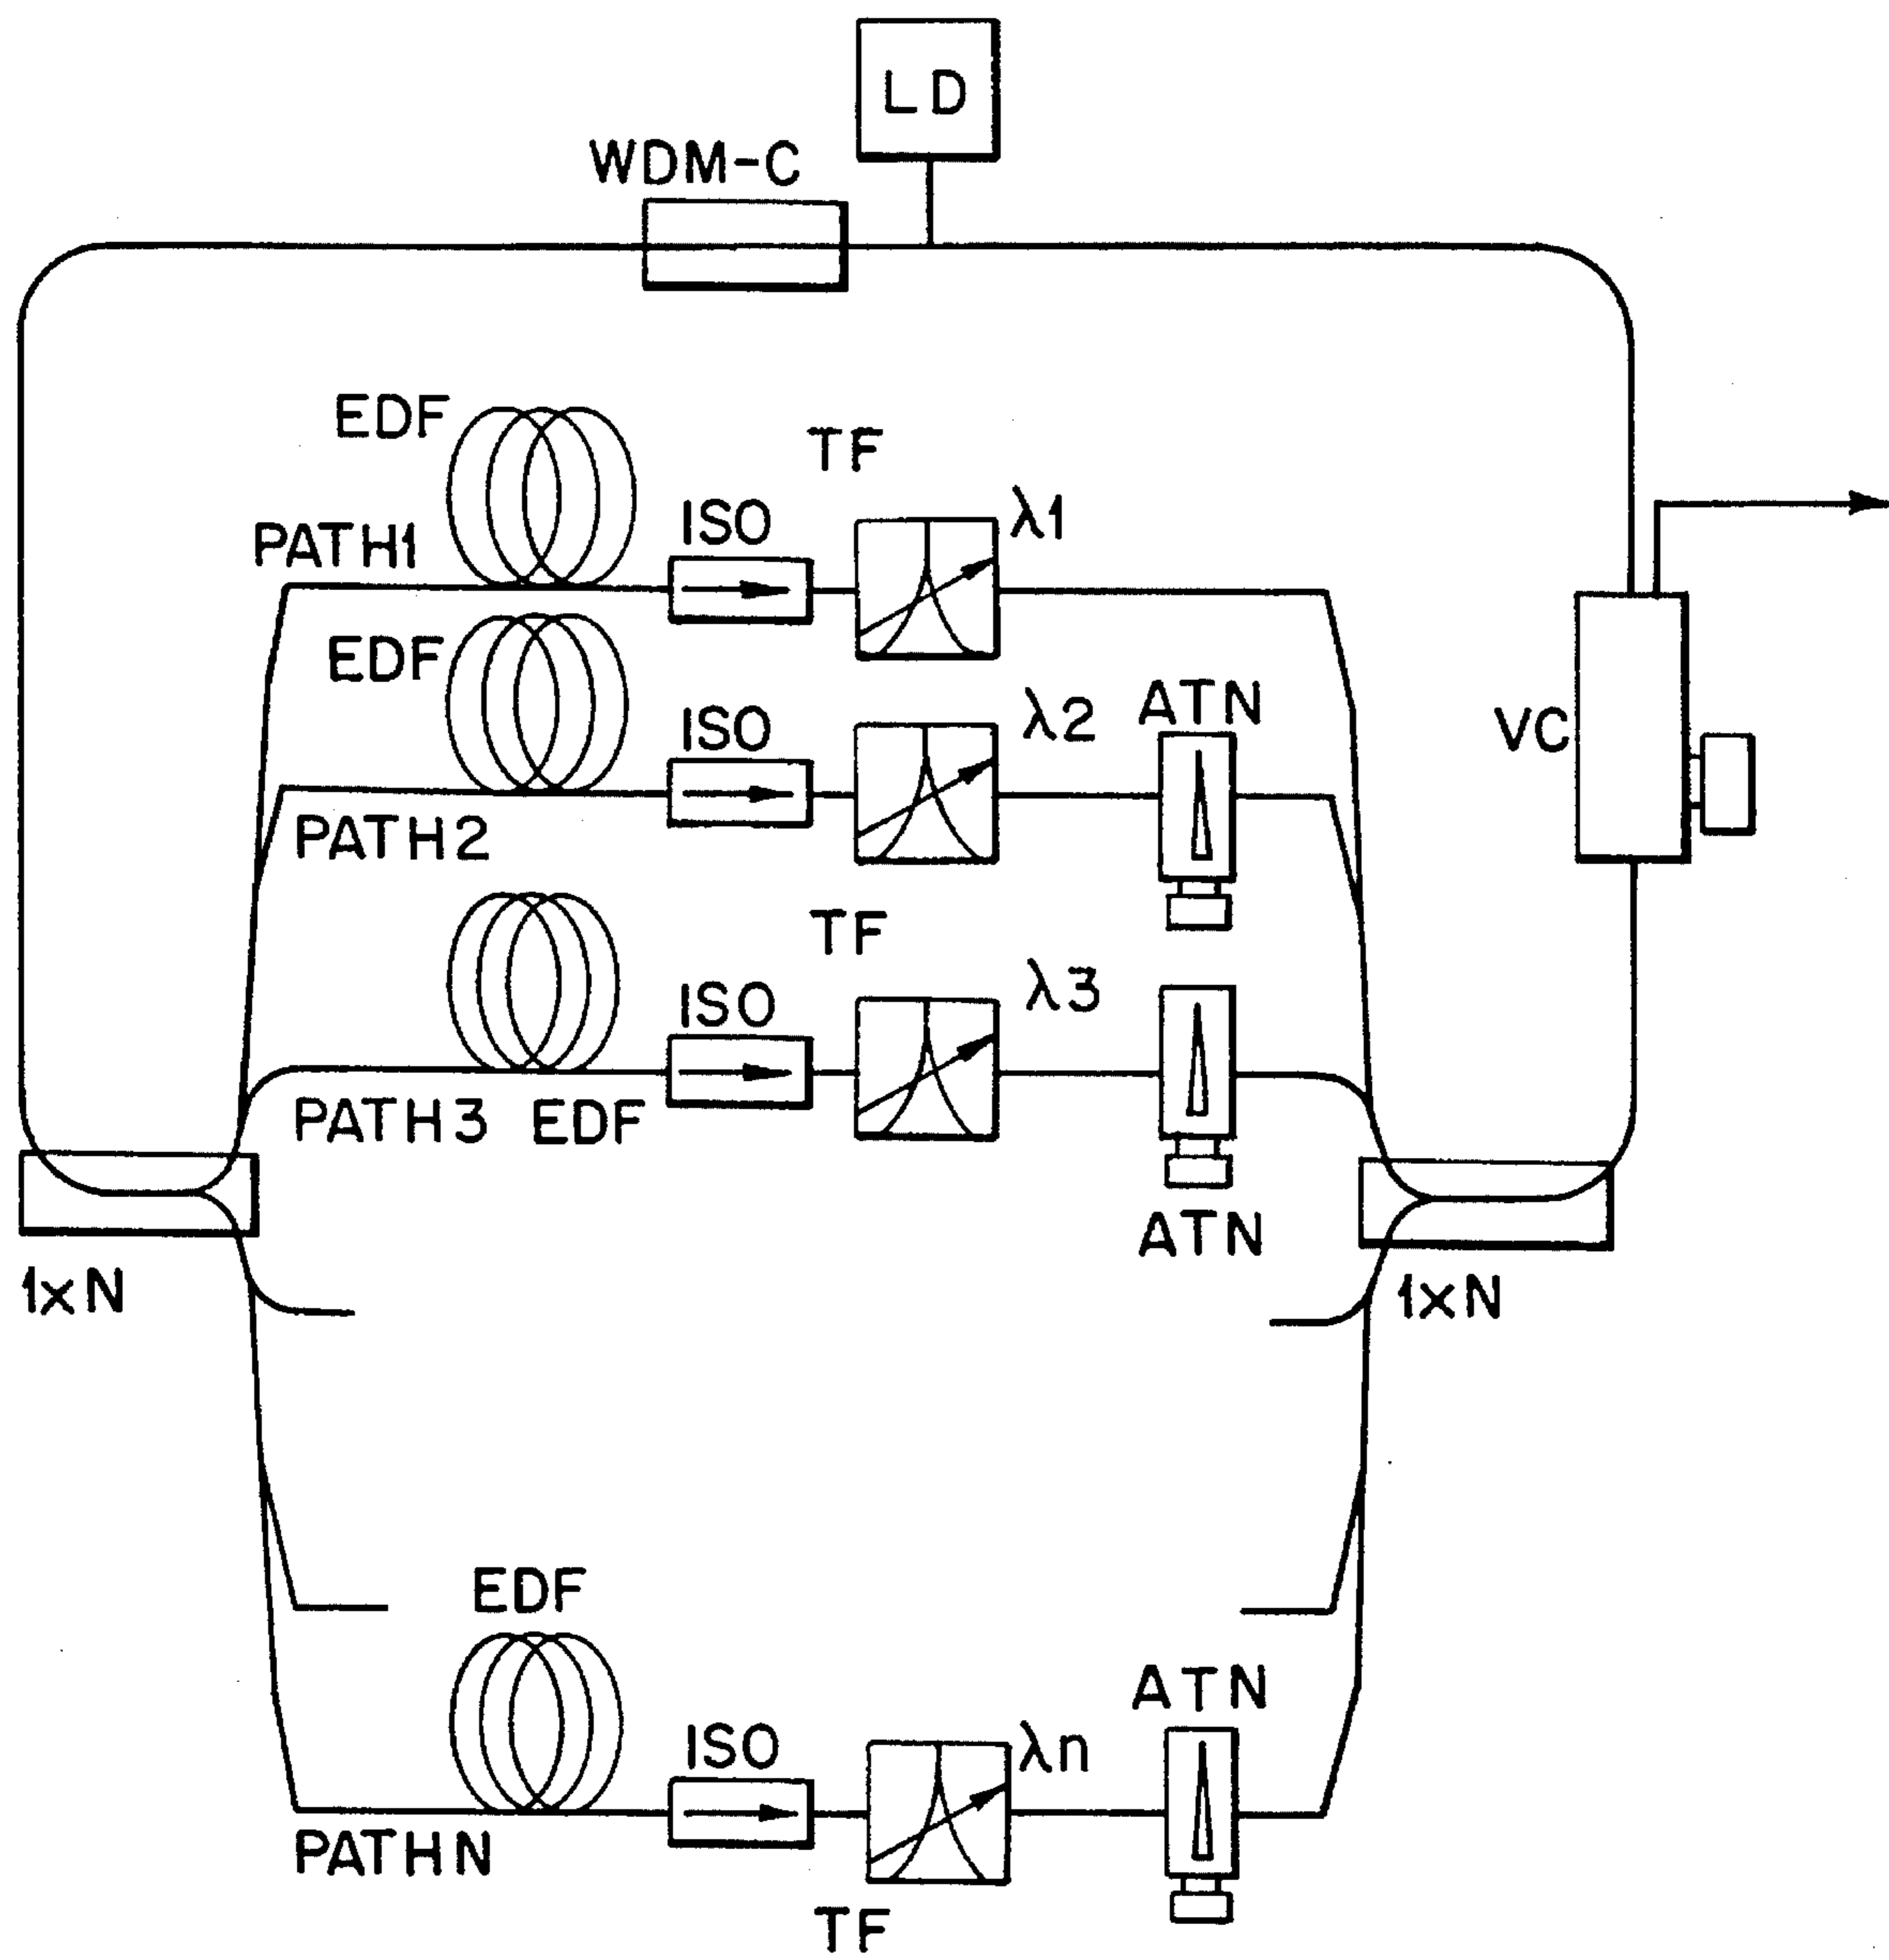 LD
WDM-C
EDF
TF
λ1
ISO
PATH1
EDF
λ2
ATN
ISO
VC
PATH2
TF
λ3
ISO
PATH3
EDF
ATN
1xN
1xN
EDF
ATN
λn
ISO
PATHN
TF